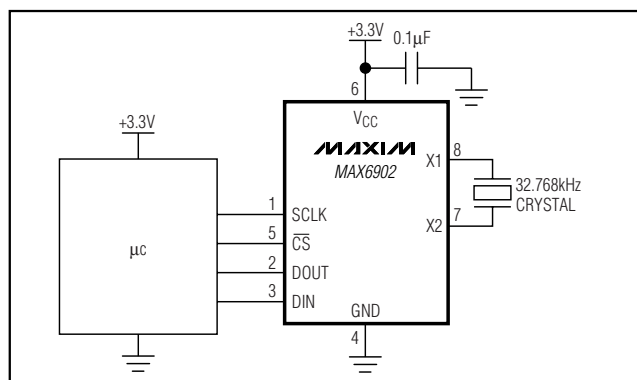 +3.3V
0.1µF
6
VCC
+3.3V
MAXIM
MAX6902
X1
8
32.768kHz
CRYSTAL
X2
7
µC
1
SCLK
5
CS
2
DOUT
3
DIN
GND
4